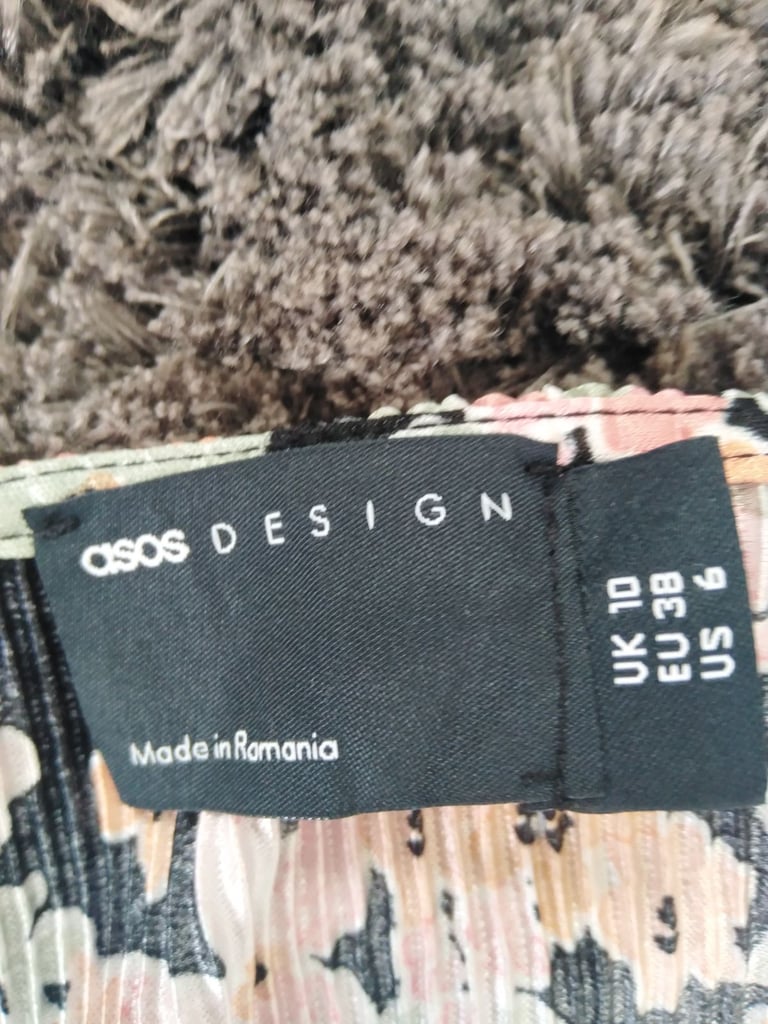 asos DESIGN
Made in Romania
UK 10
EU 38
US 6